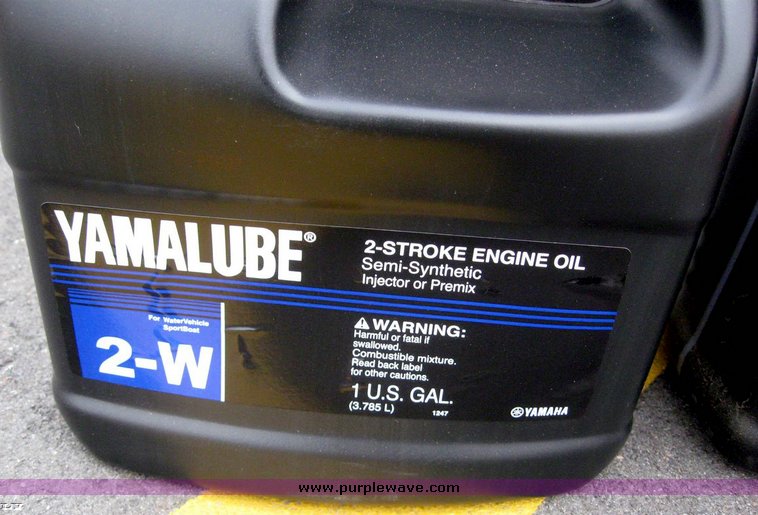 YAMALUBE®
2-STROKE ENGINE OIL
Semi-Synthetic
Injector or Premix
For WaterVehicle
SportBoat
2-W
WARNING:
Harmful or fatal if
swallowed.
Combustible mixture.
Read back label
for other cautions.
1 U.S. GAL.
(3.785 L)
1247
YAMAHA
www.purplewave.com